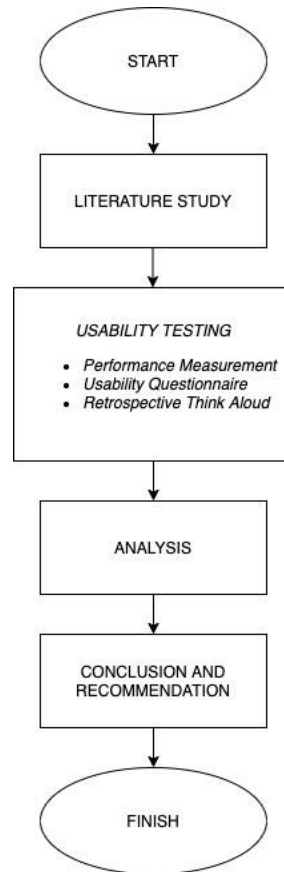 START
LITERATURE STUDY
USABILITY TESTING
• Performance Measurement
• Usability Questionnaire
• Retrospective Think Aloud
ANALYSIS
CONCLUSION AND
RECOMMENDATION
FINISH